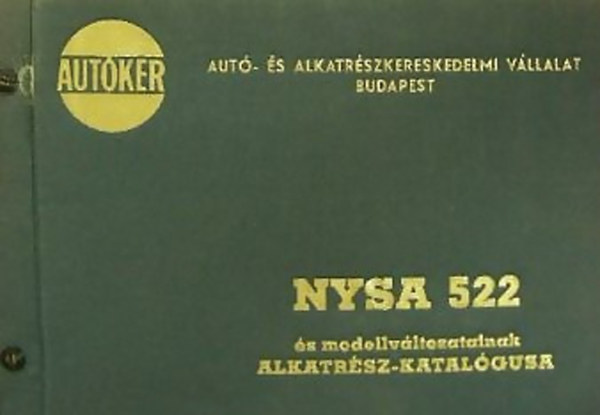 AUTÓKER
AUTÓ- ÉS ALKATRÉSZKERESKEDELMI VÁLLALAT
BUDAPEST
NYSA 522
és modellváltozatainak
ALKATRÉSZ-KATALÓGUSA